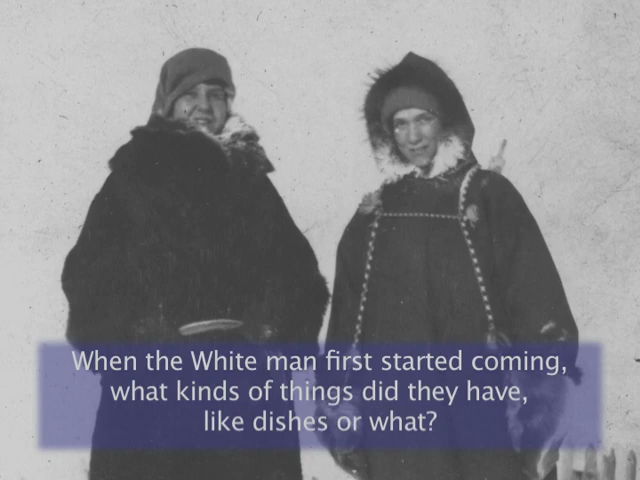 When the White man first started coming,
what kinds of things did they have,
like dishes or what?